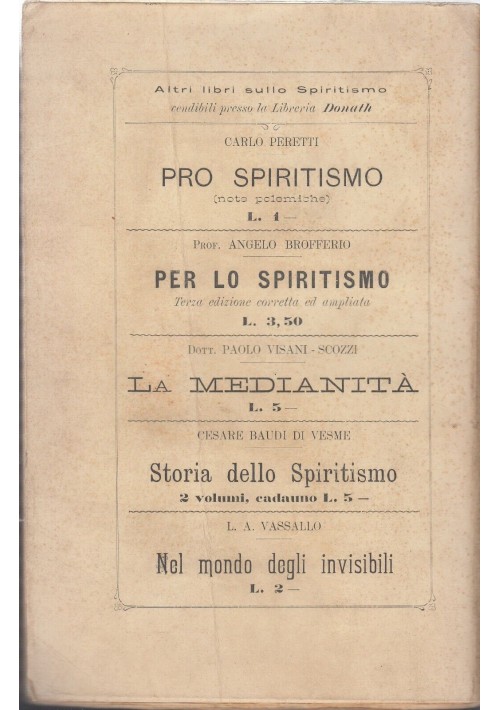 Altri libri sullo Spiritismo
vendibili presso la Libreria Donath
CARLO PERETTI
PRO SPIRITISMO
(note polemiche)
L. 1 —
PROF. ANGELO BROFFERIO
PER LO SPIRITISMO
Terza edizione corretta ed ampliata
L. 3,50
DOTT. PAOLO VISANI - SCOZZI
LA MEDIANITÀ
L. 5 —
CESARE BAUDI DI VESME
Storia dello Spiritismo
2 volumi, cadauno L. 5 —
L. A. VASSALLO
Nel mondo degli invisibili
L. 2 —